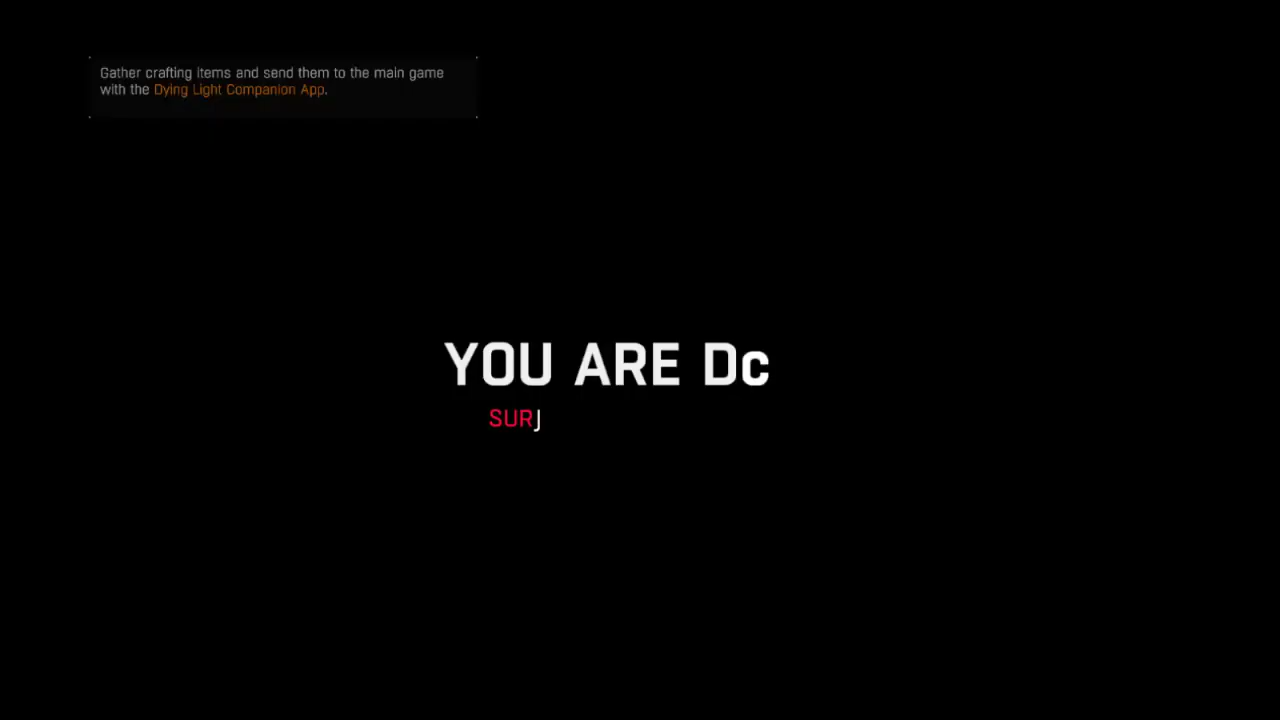 Gather crafting items and send them to the main game
with the Dying Light Companion App.
YOU ARE Dc
SURJ